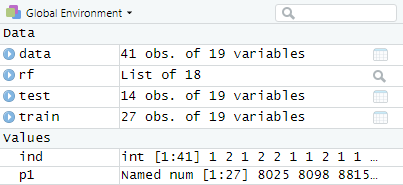 Global Environment
Data
data 41 obs. of 19 variables
rf List of 18
test 14 obs. of 19 variables
train 27 obs. of 19 variables
Values
ind int [1:41] 1 2 1 2 2 1 1 2 1 1 …
p1 Named num [1:27] 8025 8098 8815…